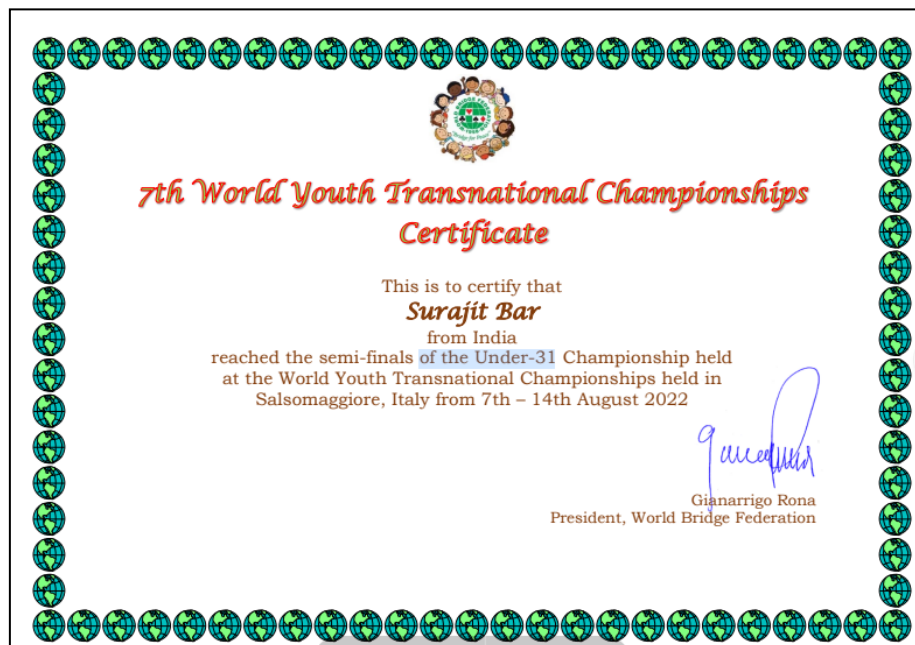 7th World Youth Transnational Championships
Certificate
This is to certify that
Surajit Bar
from India
reached the semi-finals of the Under-31 Championship held
at the World Youth Transnational Championships held in
Salsomaggiore, Italy from 7th – 14th August 2022
Gianarrigo Rona
President, World Bridge Federation